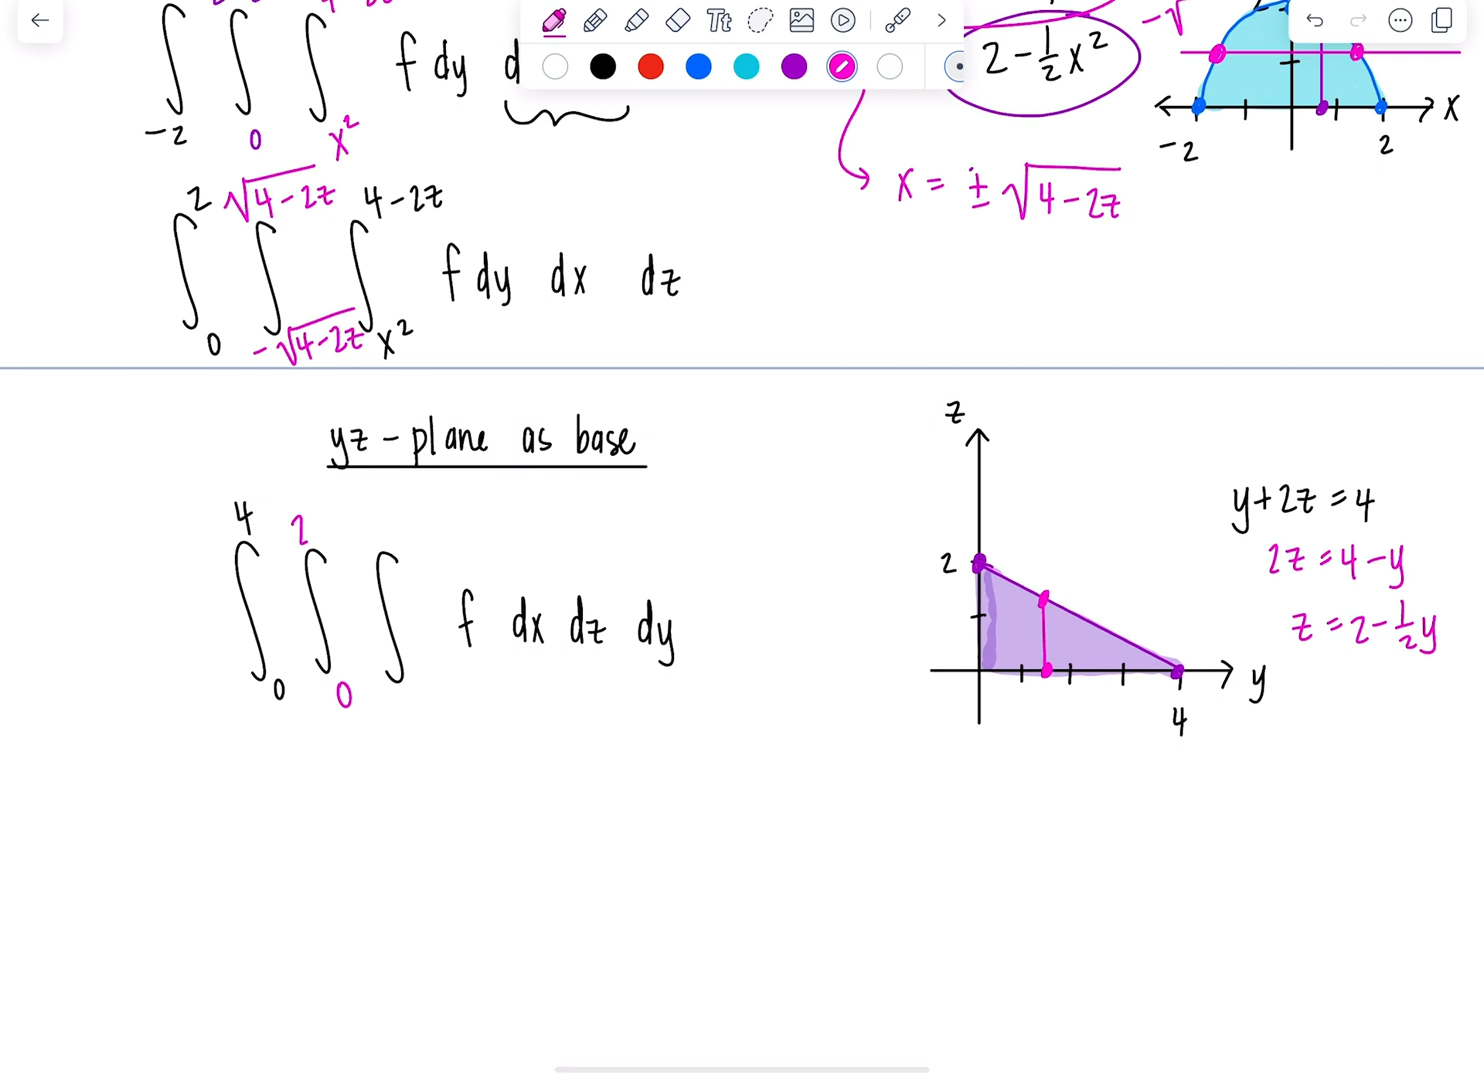 Tt
∫ ∫ ∫ f dy d
-2 0 x²
2 - ½x²
-√
x
-2 2
x = ± √4-2z
2 √4-2z 4-2z
∫ ∫ ∫ f dy dx dz
0 -√4-2z x²
yz-plane as base
4 2
∫ ∫ ∫ f dx dz dy
0 0
z
2
y
4
y+2z = 4
2z = 4-y
z = 2-½y